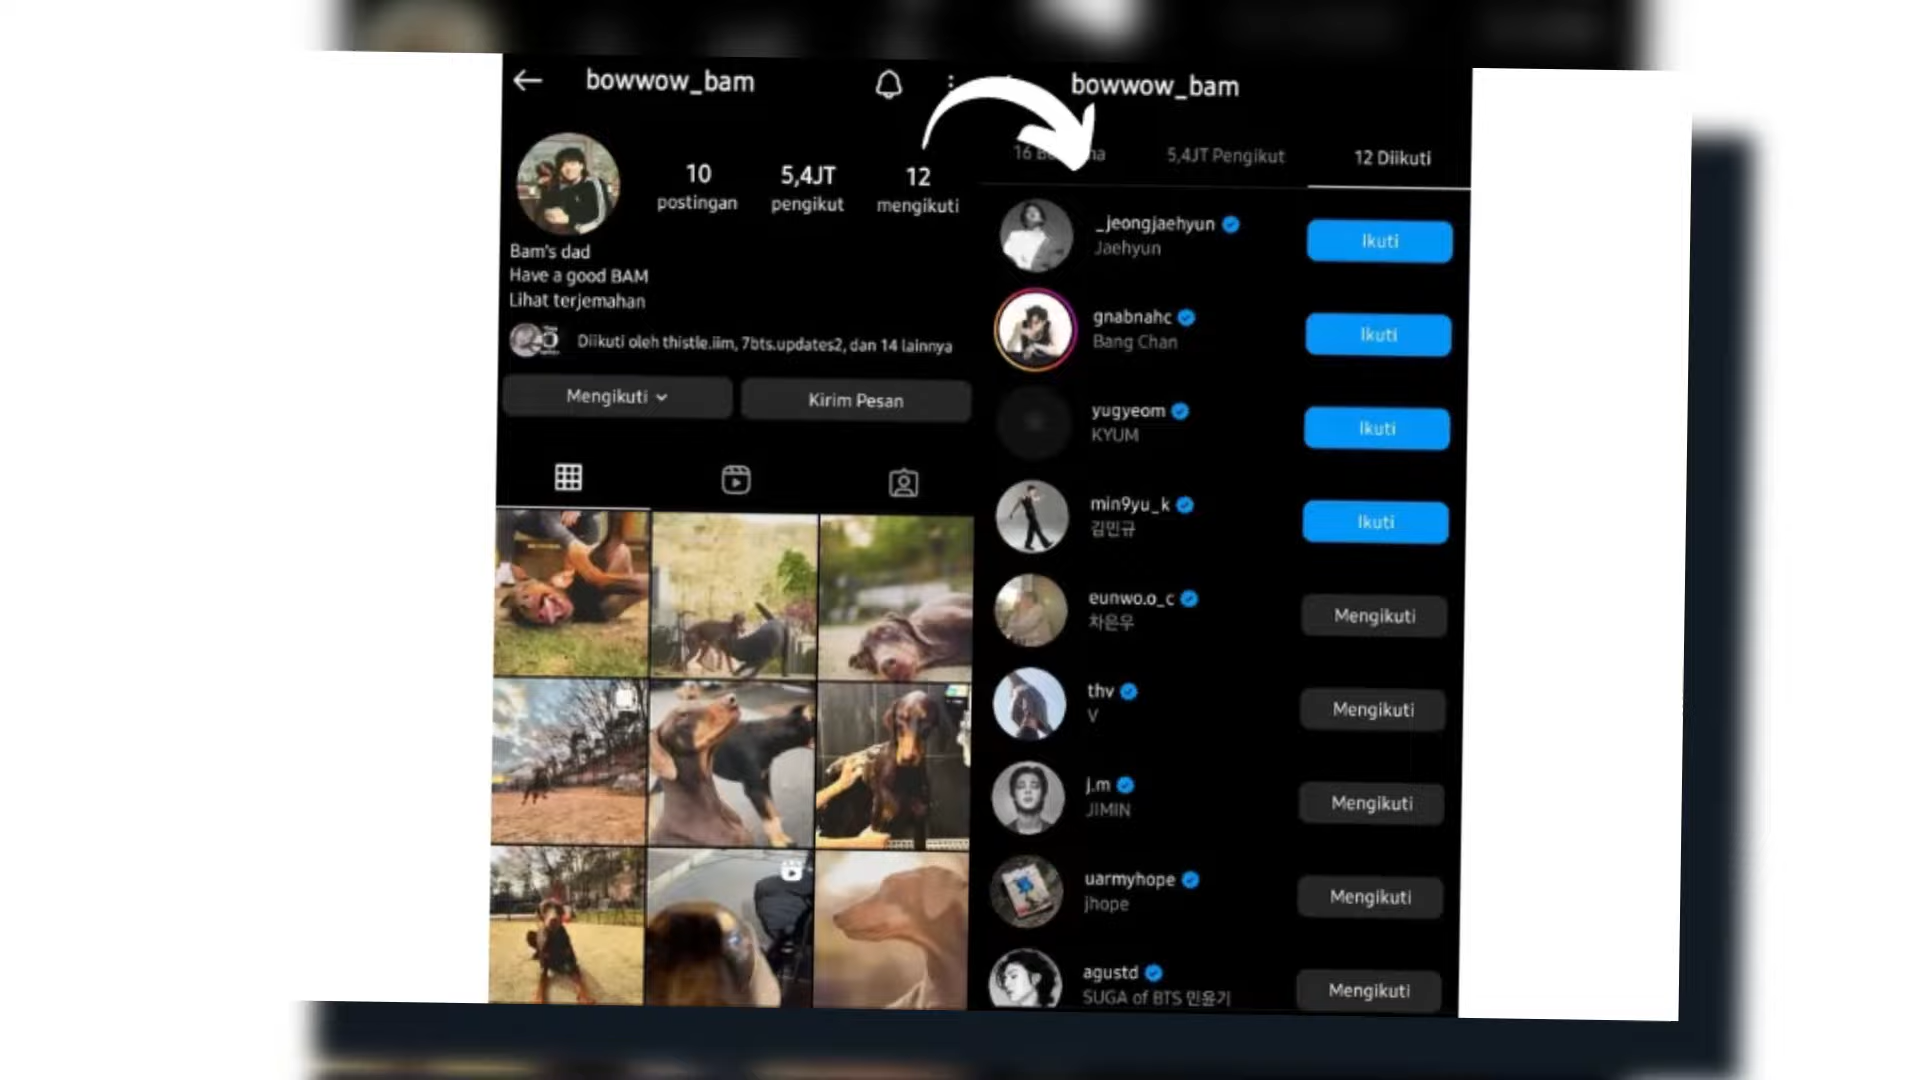 bowwow_bam
10
postingan
5,4JT
pengikut
12
mengikuti
Bam's dad
Have a good BAM
Lihat terjemahan
Diikuti oleh thistle.iim, 7bts.updates2, dan 14 lainnya
Mengikuti
Kirim Pesan
bowwow_bam
16
5,4JT Pengikut
12 Diikuti
_jeongjaehyun
Jaehyun
Ikuti
gnabnahc
Bang Chan
Ikuti
yugyeom
KYUM
Ikuti
min9yu_k
김민규
Ikuti
eunwo.o_c
차은우
Mengikuti
thv
V
Mengikuti
j.m
JIMIN
Mengikuti
uarmyhope
jhope
Mengikuti
agustd
SUGA of BTS 민윤기
Mengikuti